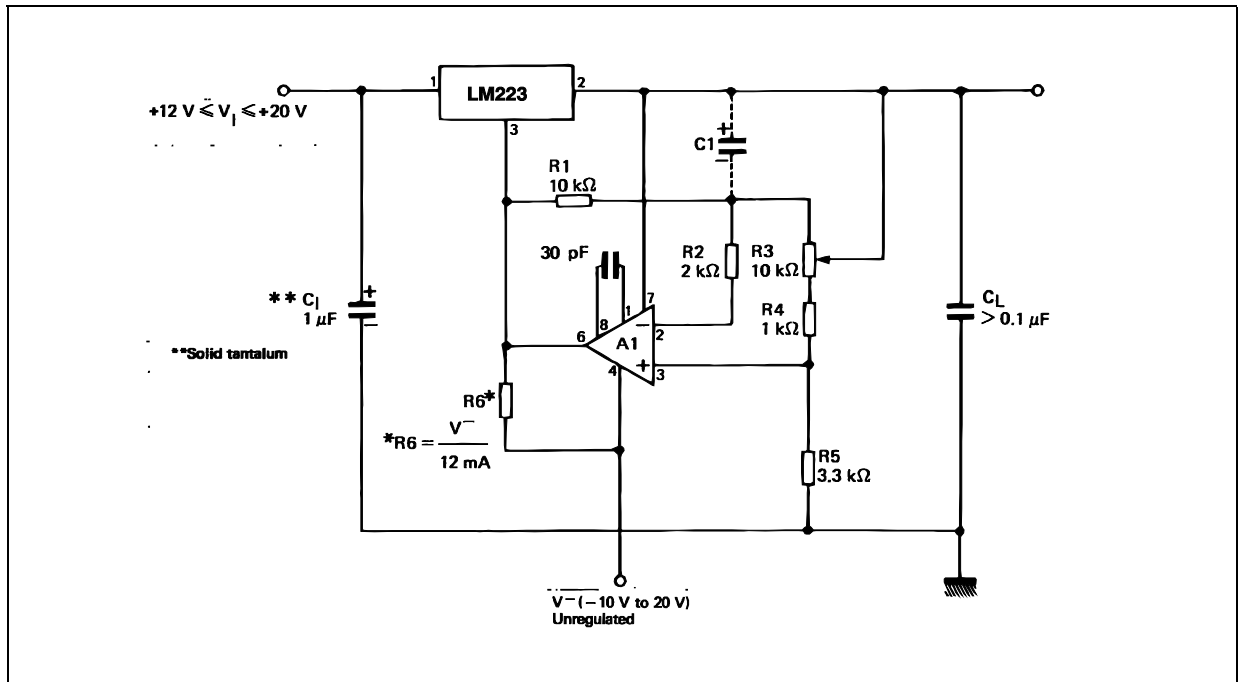 1
LM223
2
+12 V ⩽ V_I ⩽ +20 V
3
C1
+
−
R1
10 kΩ
30 pF
R2
2 kΩ
R3
10 kΩ
** C_I
1 μF
+
−
8
1
7
6
A1
−
2
+
3
4
R4
1 kΩ
C_L
> 0.1 μF
**Solid tantalum
R6*
*R6 = V⁻
12 mA
R5
3.3 kΩ
V⁻ (−10 V to 20 V)
Unregulated